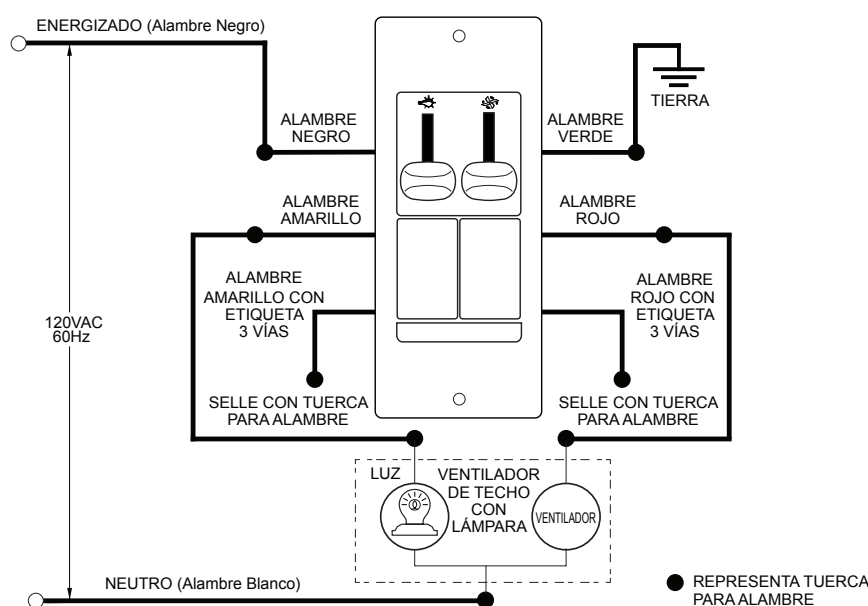 ENERGIZADO (Alambre Negro)
TIERRA
ALAMBRE
NEGRO
ALAMBRE
VERDE
ALAMBRE
AMARILLO
ALAMBRE
ROJO
ALAMBRE
AMARILLO CON
ETIQUETA
3 VÍAS
ALAMBRE
ROJO CON
ETIQUETA
3 VÍAS
120VAC
60Hz
SELLE CON TUERCA
PARA ALAMBRE
SELLE CON TUERCA
PARA ALAMBRE
LUZ
VENTILADOR
DE TECHO
CON
LÁMPARA
VENTILADOR
NEUTRO (Alambre Blanco)
REPRESENTA TUERCA
PARA ALAMBRE